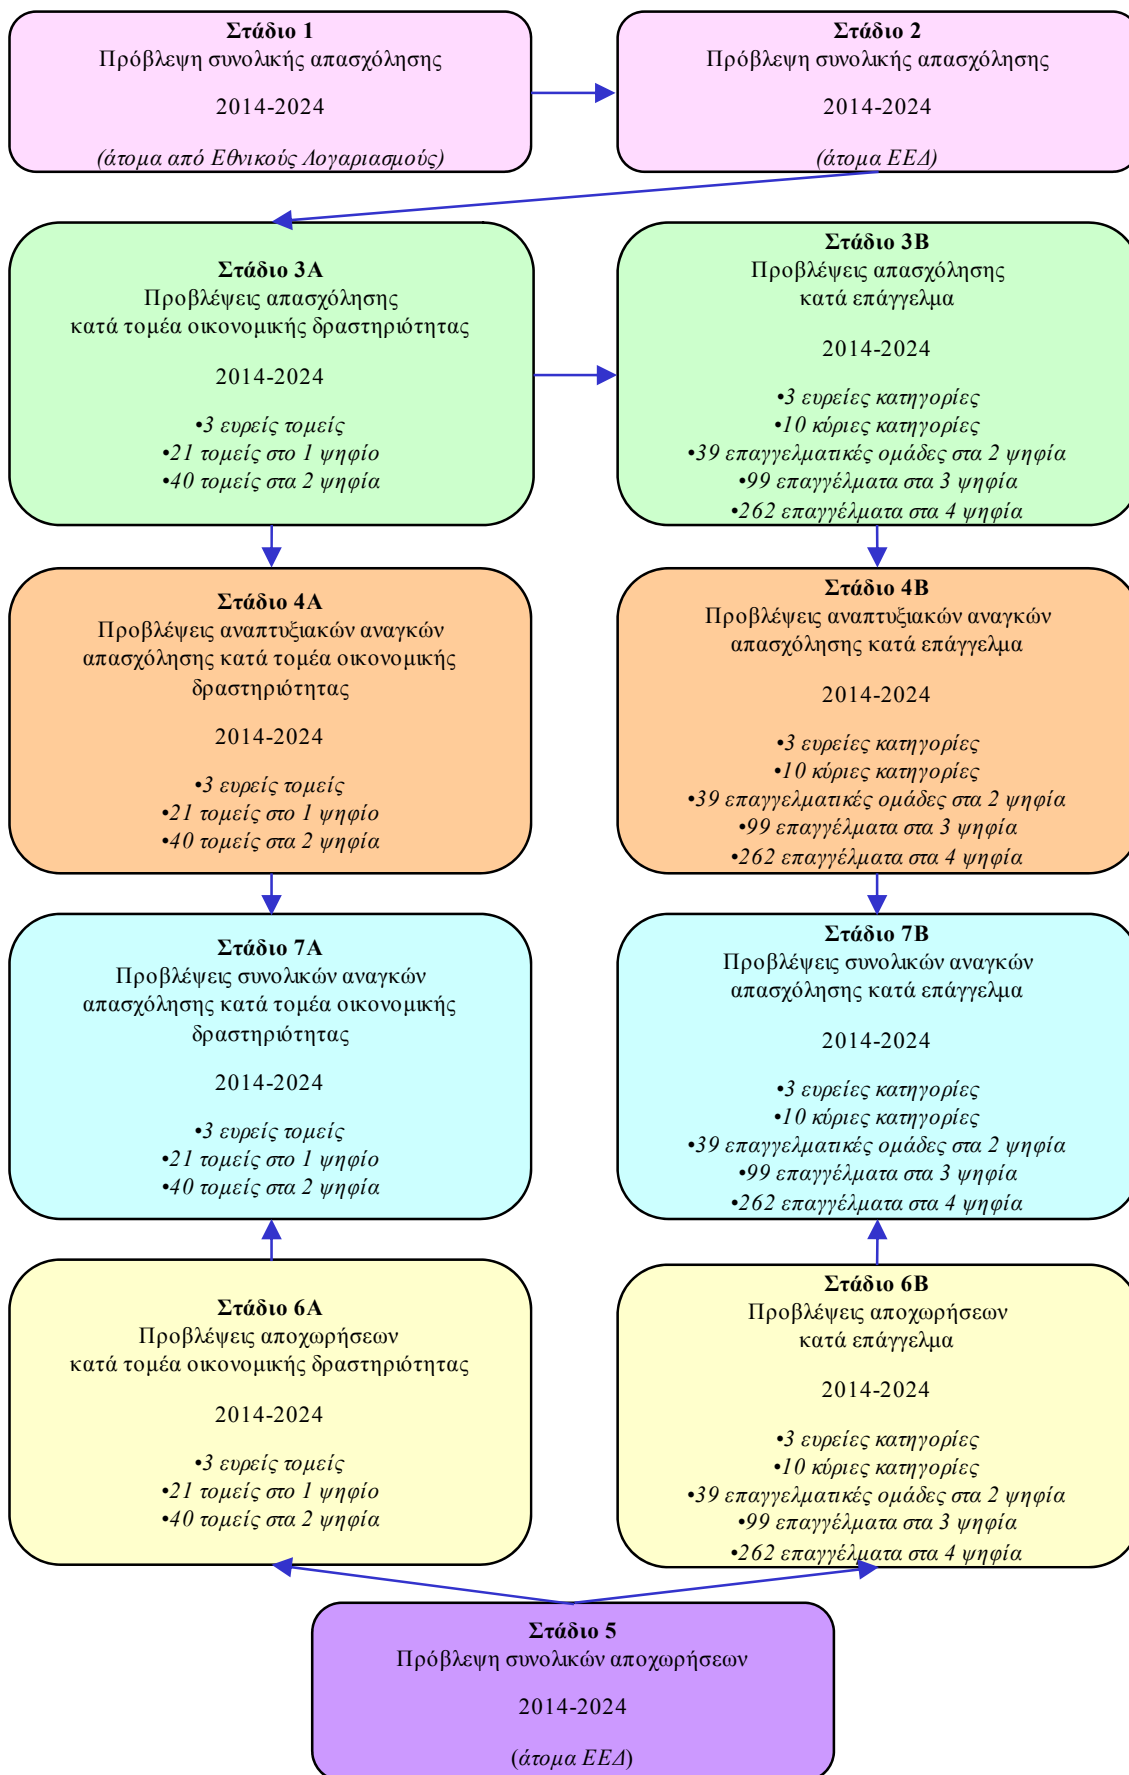 Στάδιο 1
Πρόβλεψη συνολικής απασχόλησης
2014-2024
(άτομα από Εθνικούς Λογαριασμούς)
Στάδιο 2
Πρόβλεψη συνολικής απασχόλησης
2014-2024
(άτομα ΕΕΔ)
Στάδιο 3Α
Προβλέψεις απασχόλησης
κατά τομέα οικονομικής δραστηριότητας
2014-2024
•3 ευρείς τομείς
•21 τομείς στο 1 ψηφίο
•40 τομείς στα 2 ψηφία
Στάδιο 3Β
Προβλέψεις απασχόλησης
κατά επάγγελμα
2014-2024
•3 ευρείες κατηγορίες
•10 κύριες κατηγορίες
•39 επαγγελματικές ομάδες στα 2 ψηφία
•99 επαγγέλματα στα 3 ψηφία
•262 επαγγέλματα στα 4 ψηφία
Στάδιο 4Α
Προβλέψεις αναπτυξιακών αναγκών
απασχόλησης κατά τομέα οικονομικής
δραστηριότητας
2014-2024
•3 ευρείς τομείς
•21 τομείς στο 1 ψηφίο
•40 τομείς στα 2 ψηφία
Στάδιο 4Β
Προβλέψεις αναπτυξιακών αναγκών
απασχόλησης κατά επάγγελμα
2014-2024
•3 ευρείες κατηγορίες
•10 κύριες κατηγορίες
•39 επαγγελματικές ομάδες στα 2 ψηφία
•99 επαγγέλματα στα 3 ψηφία
•262 επαγγέλματα στα 4 ψηφία
Στάδιο 7Α
Προβλέψεις συνολικών αναγκών
απασχόλησης κατά τομέα οικονομικής
δραστηριότητας
2014-2024
•3 ευρείς τομείς
•21 τομείς στο 1 ψηφίο
•40 τομείς στα 2 ψηφία
Στάδιο 7Β
Προβλέψεις συνολικών αναγκών
απασχόλησης κατά επάγγελμα
2014-2024
•3 ευρείες κατηγορίες
•10 κύριες κατηγορίες
•39 επαγγελματικές ομάδες στα 2 ψηφία
•99 επαγγέλματα στα 3 ψηφία
•262 επαγγέλματα στα 4 ψηφία
Στάδιο 6Α
Προβλέψεις αποχωρήσεων
κατά τομέα οικονομικής δραστηριότητας
2014-2024
•3 ευρείς τομείς
•21 τομείς στο 1 ψηφίο
•40 τομείς στα 2 ψηφία
Στάδιο 6Β
Προβλέψεις αποχωρήσεων
κατά επάγγελμα
2014-2024
•3 ευρείες κατηγορίες
•10 κύριες κατηγορίες
•39 επαγγελματικές ομάδες στα 2 ψηφία
•99 επαγγέλματα στα 3 ψηφία
•262 επαγγέλματα στα 4 ψηφία
Στάδιο 5
Πρόβλεψη συνολικών αποχωρήσεων
2014-2024
(άτομα ΕΕΔ)